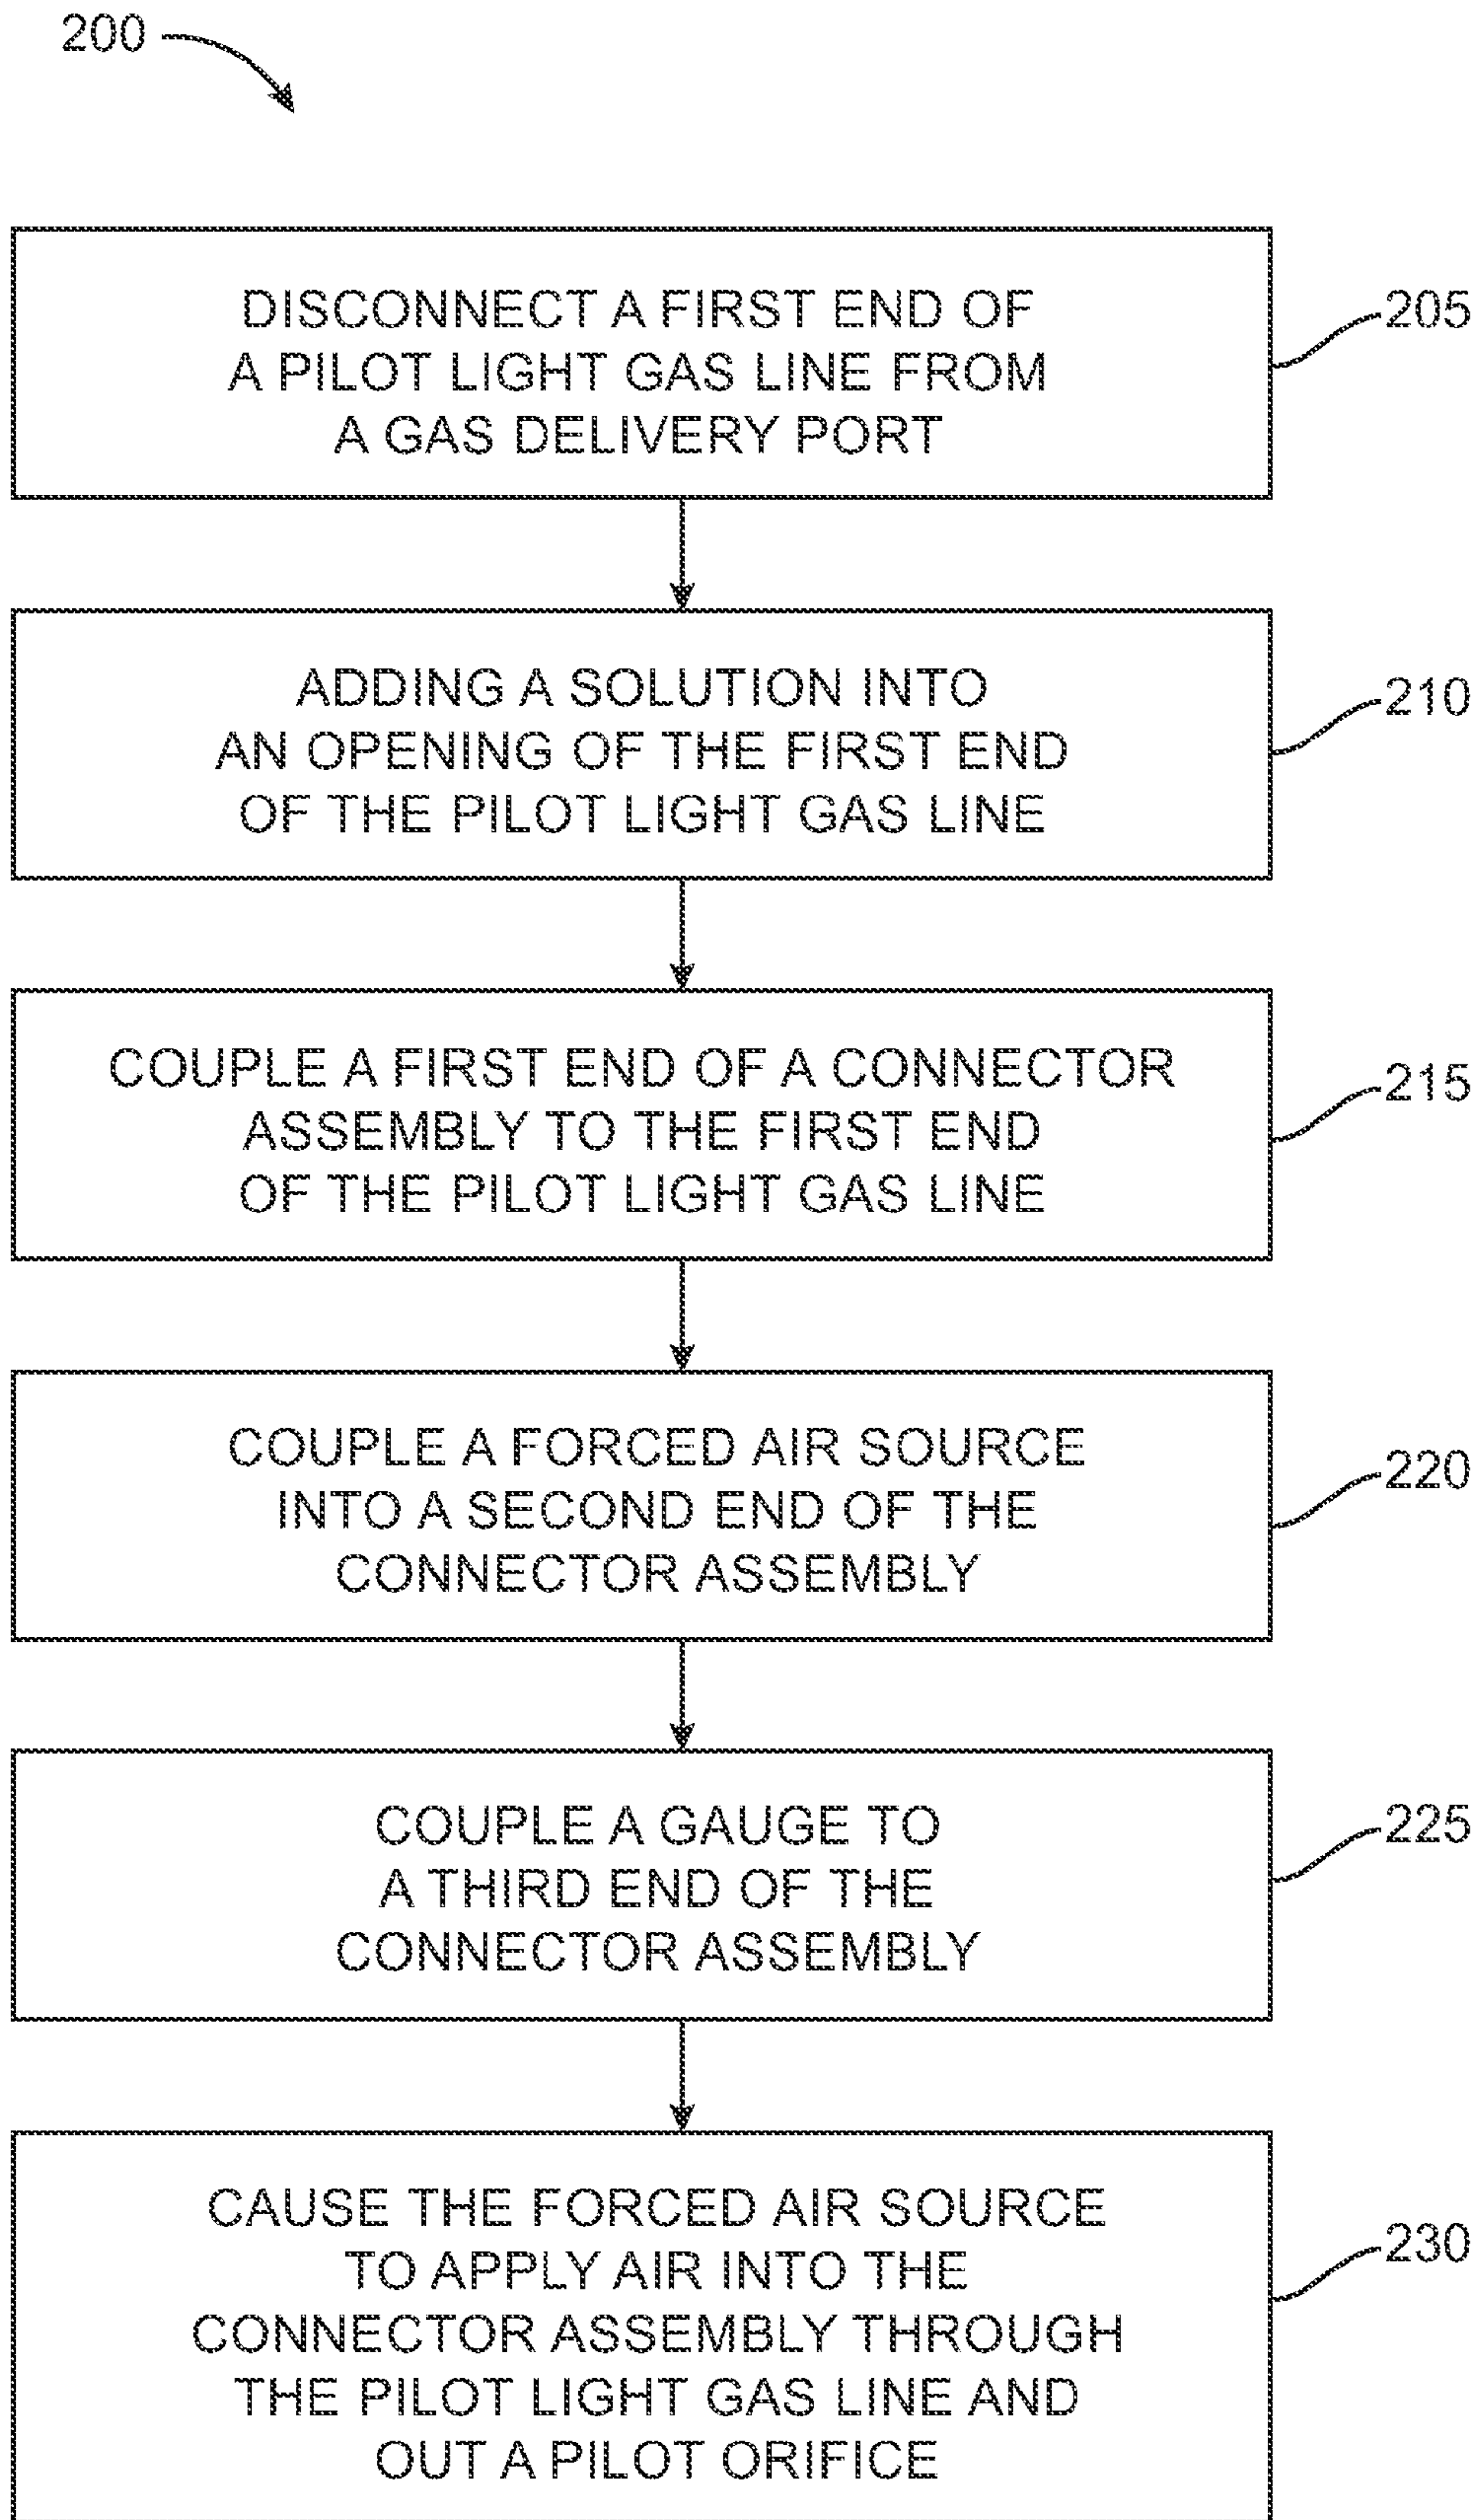 200
DISCONNECT A FIRST END OF
A PILOT LIGHT GAS LINE FROM
A GAS DELIVERY PORT
205
ADDING A SOLUTION INTO
AN OPENING OF THE FIRST END
OF THE PILOT LIGHT GAS LINE
210
COUPLE A FIRST END OF A CONNECTOR
ASSEMBLY TO THE FIRST END
OF THE PILOT LIGHT GAS LINE
215
COUPLE A FORCED AIR SOURCE
INTO A SECOND END OF THE
CONNECTOR ASSEMBLY
220
COUPLE A GAUGE TO
A THIRD END OF THE
CONNECTOR ASSEMBLY
225
CAUSE THE FORCED AIR SOURCE
TO APPLY AIR INTO THE
CONNECTOR ASSEMBLY THROUGH
THE PILOT LIGHT GAS LINE AND
OUT A PILOT ORIFICE
230